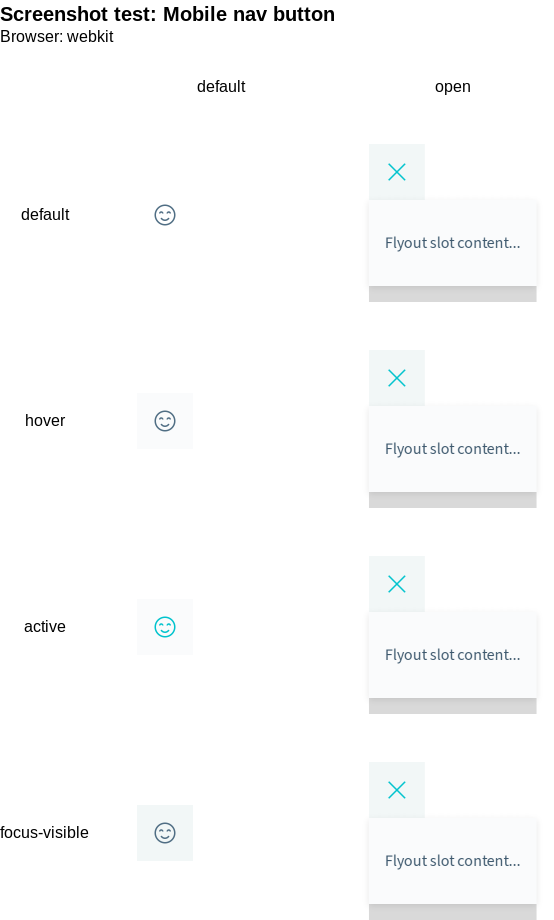 Screenshot test: Mobile nav button
Browser: webkit
default open
default
Flyout slot content...
hover
Flyout slot content...
active
Flyout slot content...
focus-visible
Flyout slot content...